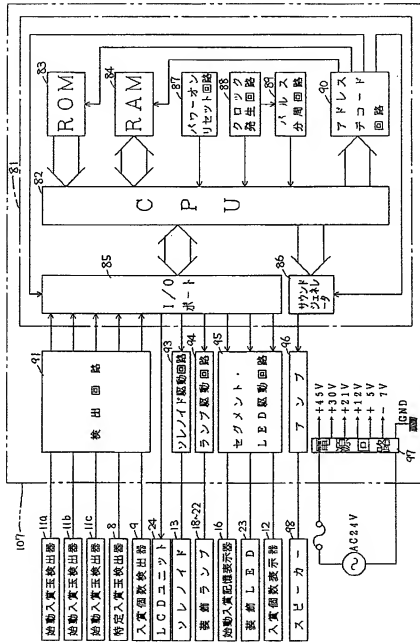 81
83
ROM
84
RAM
87
パワーオン
リセット回路
88
クロック
発生回路
89
パルス
分周回路
90
アドレス
デコード
回路
82
CPU
85
I/O
ポート
86
サウンド
ジェネレータ
91
検出回路
93
ソレノイド駆動回路
94
ランプ駆動回路
95
セグメント・
LED駆動回路
96
アンプ
+45V
+30V
+21V
+12V
+5V
-7V
GND
電源回路
97
107
11a
始動入賞玉検出器
11b
始動入賞玉検出器
11c
始動入賞玉検出器
8
特定入賞玉検出器
9
入賞個数検出器
24
LCDユニット
13
ソレノイド
18~22
装飾ランプ
16
始動入賞記憶表示器
23
装飾LED
12
入賞個数表示器
98
スピーカー
AC24V